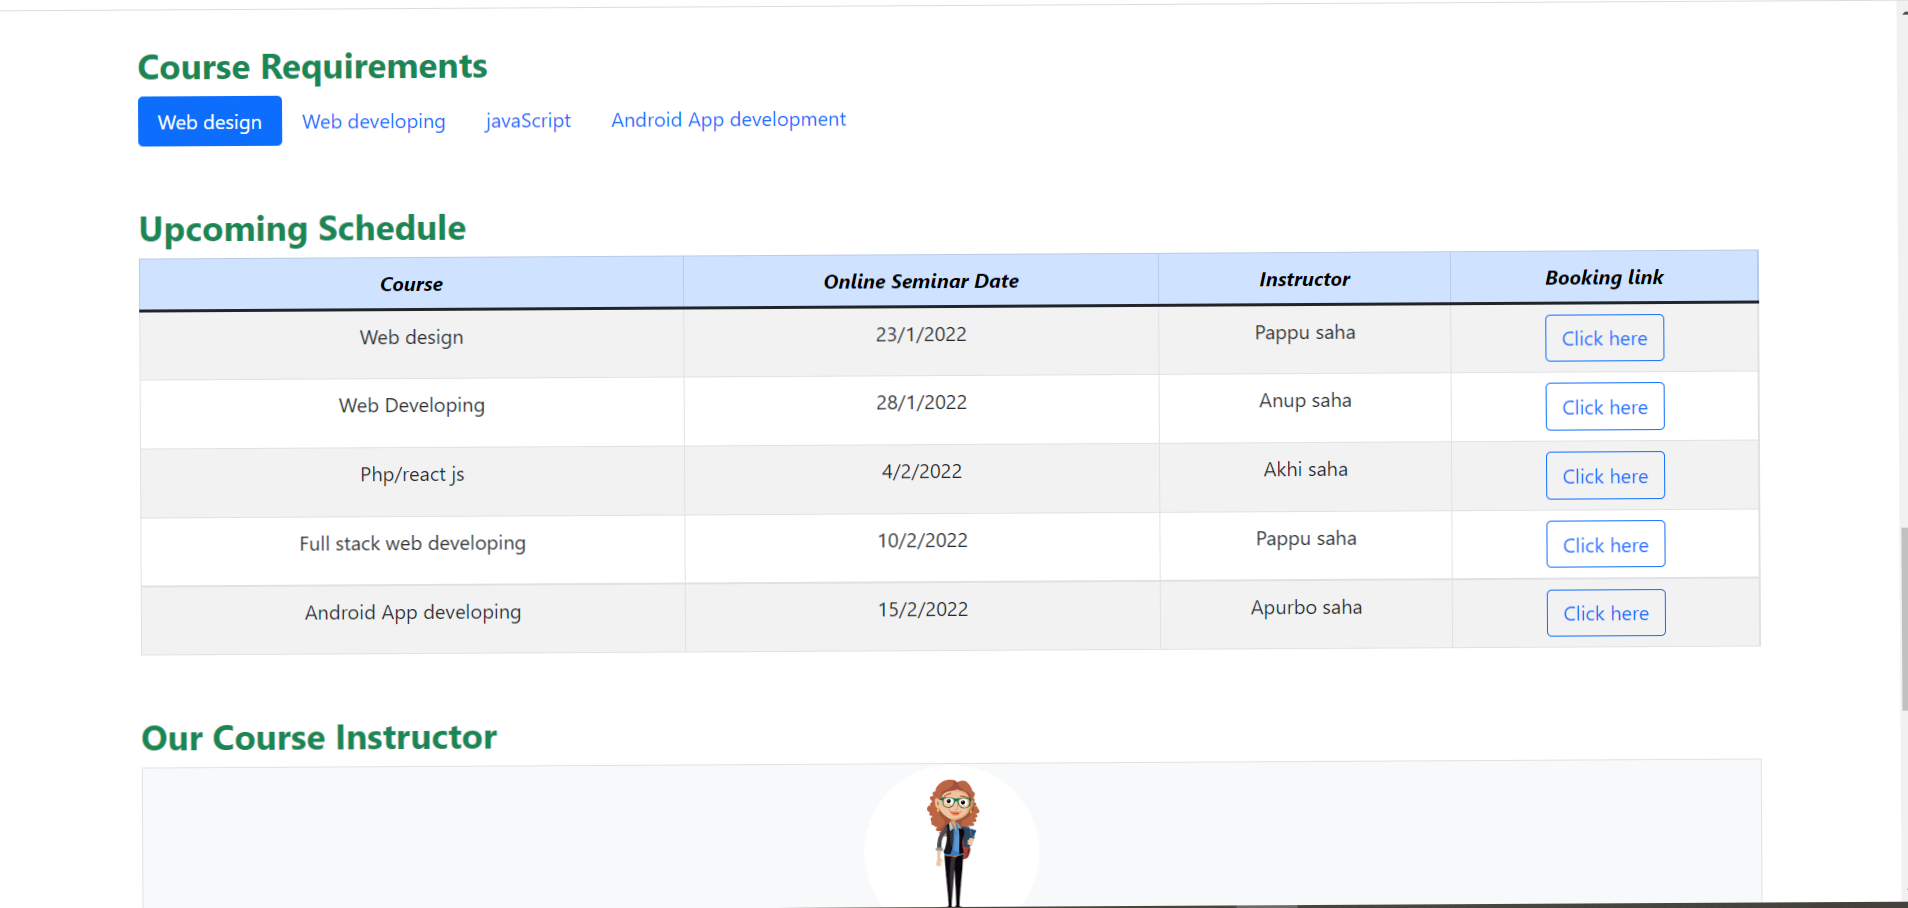 Course Requirements
Web design Web developing javaScript Android App development
Upcoming Schedule
Course Online Seminar Date Instructor Booking link
Web design 23/1/2022 Pappu saha Click here
Web Developing 28/1/2022 Anup saha Click here
Php/react js 4/2/2022 Akhi saha Click here
Full stack web developing 10/2/2022 Pappu saha Click here
Android App developing 15/2/2022 Apurbo saha Click here
Our Course Instructor